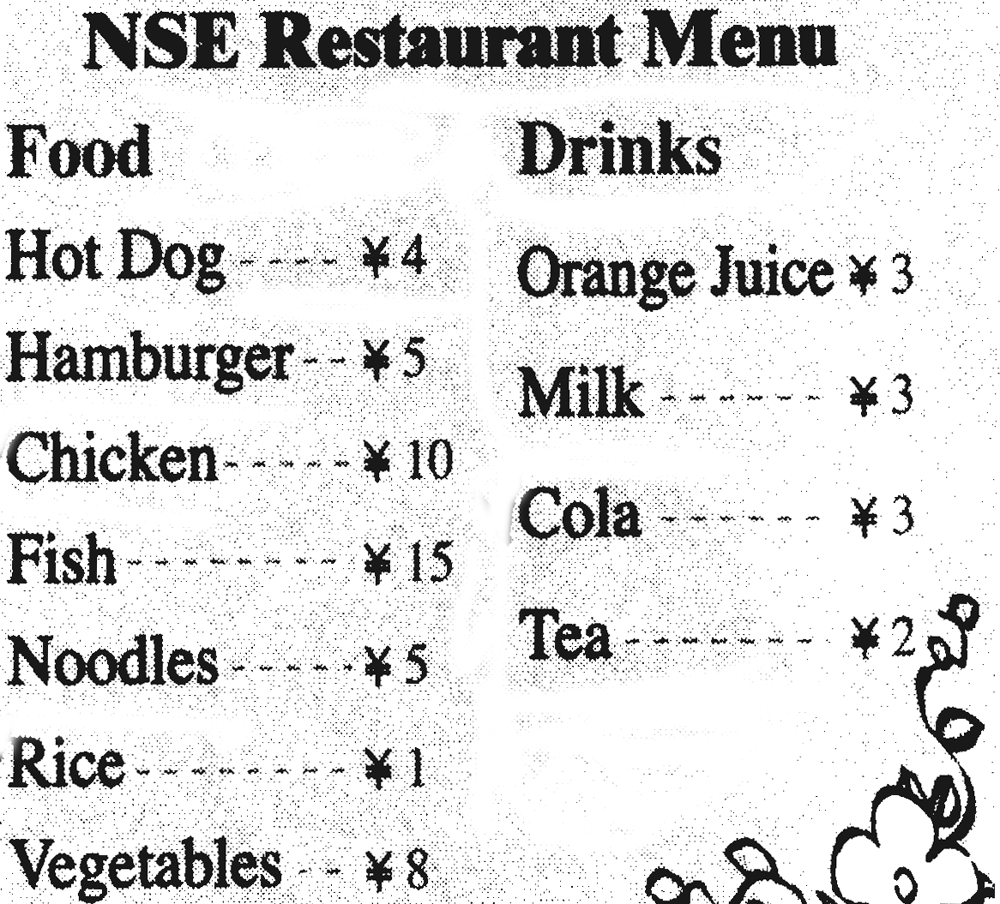 NSE Restaurant Menu
Food
Hot Dog ----- ¥ 4
Hamburger -- ¥ 5
Chicken ----- ¥ 10
Fish -------- ¥ 15
Noodles ----- ¥ 5
Rice -------- ¥ 1
Vegetables -- ¥ 8
Drinks
Orange Juice ¥ 3
Milk ------ ¥ 3
Cola ------ ¥ 3
Tea ------- ¥ 2